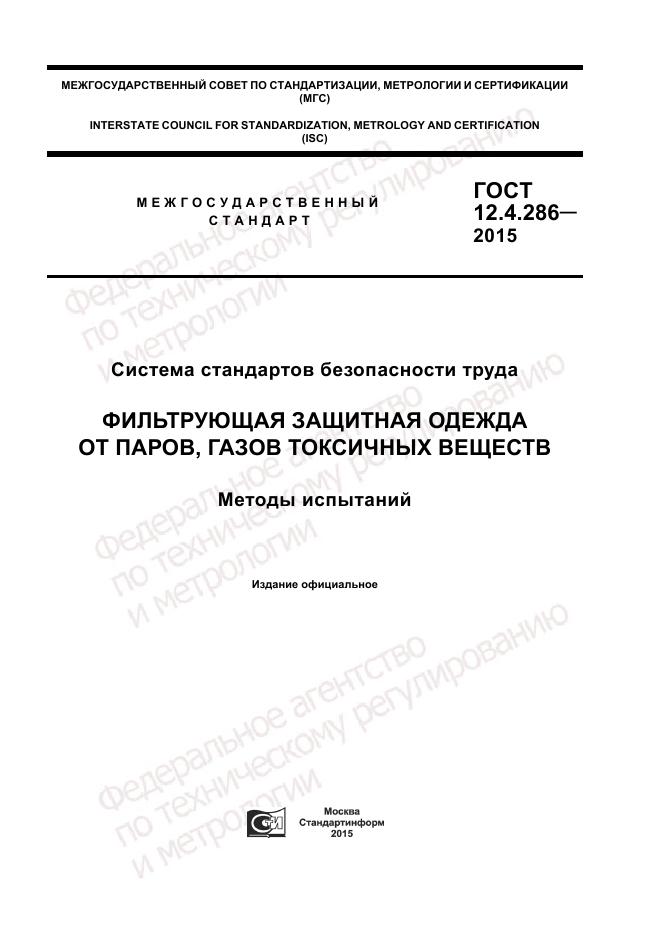 МЕЖГОСУДАРСТВЕННЫЙ СОВЕТ ПО СТАНДАРТИЗАЦИИ, МЕТРОЛОГИИ И СЕРТИФИКАЦИИ
(МГС)
INTERSTATE COUNCIL FOR STANDARDIZATION, METROLOGY AND CERTIFICATION
(ISC)
МЕЖГОСУДАРСТВЕННЫЙ
СТАНДАРТ
ГОСТ
12.4.286—
2015
Федеральное агентство
по техническому регулированию
и метрологии
Система стандартов безопасности труда
ФИЛЬТРУЮЩАЯ ЗАЩИТНАЯ ОДЕЖДА
ОТ ПАРОВ, ГАЗОВ ТОКСИЧНЫХ ВЕЩЕСТВ
Методы испытаний
Федеральное агентство
по техническому регулированию
и метрологии
Издание официальное
Федеральное агентство
по техническому регулированию
и метрологии
Москва
Стандартинформ
2015